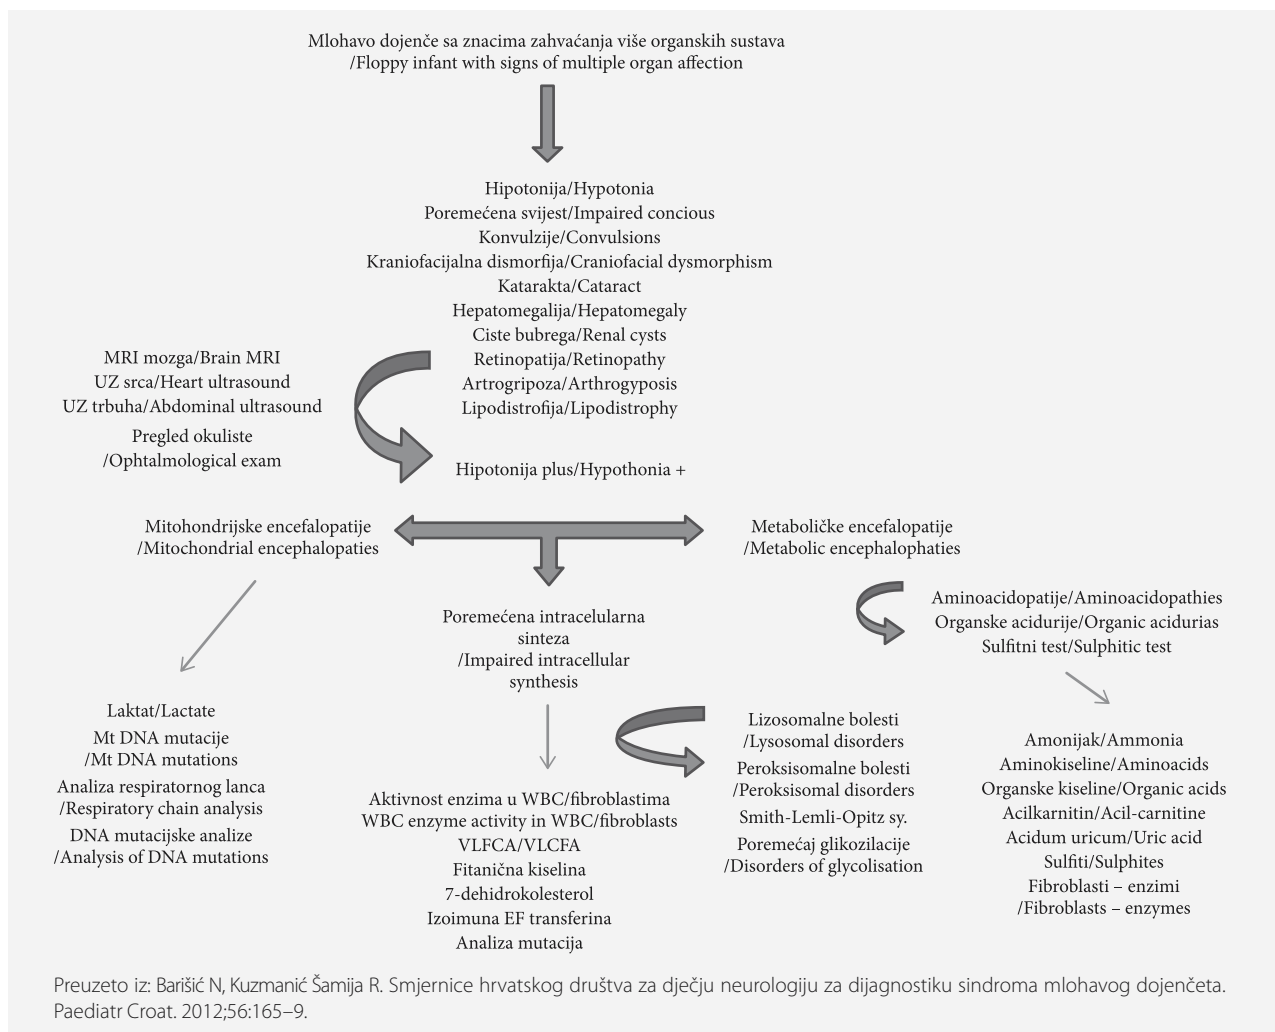 Mlohavo dojenče sa znacima zahvaćanja više organskih sustava
/Floppy infant with signs of multiple organ affection
Hipotonija/Hypotonia
Poremećena svijest/Impaired concious
Konvulzije/Convulsions
Kraniofacijalna dismorfija/Craniofacial dysmorphism
Katarakta/Cataract
Hepatomegalija/Hepatomegaly
Ciste bubrega/Renal cysts
Retinopatija/Retinopathy
Artrogripoza/Arthrogyposis
Lipodistrofija/Lipodistrophy
MRI mozga/Brain MRI
UZ srca/Heart ultrasound
UZ trbuha/Abdominal ultrasound
Pregled okuliste
/Ophtalmological exam
Hipotonija plus/Hypothonia +
Mitohondrijske encefalopatije
/Mitochondrial encephalopaties
Metaboličke encefalopatije
/Metabolic encephalophaties
Aminoacidopatije/Aminoacidopathies
Organske acidurije/Organic acidurias
Sulfitni test/Sulphitic test
Poremećena intracelularna
sinteza
/Impaired intracellular
synthesis
Laktat/Lactate
Mt DNA mutacije
/Mt DNA mutations
Analiza respiratornog lanca
/Respiratory chain analysis
DNA mutacijske analize
/Analysis of DNA mutations
Aktivnost enzima u WBC/fibroblastima
WBC enzyme activity in WBC/fibroblasts
VLFCA/VLCFA
Fitanična kiselina
7-dehidrokolesterol
Izoimuna EF transferina
Analiza mutacija
Lizosomalne bolesti
/Lysosomal disorders
Peroksisomalne bolesti
/Peroksisomal disorders
Smith-Lemli-Opitz sy.
Poremećaj glikozilacije
/Disorders of glycolisation
Amonijak/Ammonia
Aminokiseline/Aminoacids
Organske kiseline/Organic acids
Acilkarnitin/Acil-carnitine
Acidum uricum/Uric acid
Sulfiti/Sulphites
Fibroblasti – enzimi
/Fibroblasts – enzymes
Preuzeto iz: Barišić N, Kuzmanić Šamija R. Smjernice hrvatskog društva za dječju neurologiju za dijagnostiku sindroma mlohavog dojenčeta.
Paediatr Croat. 2012;56:165–9.